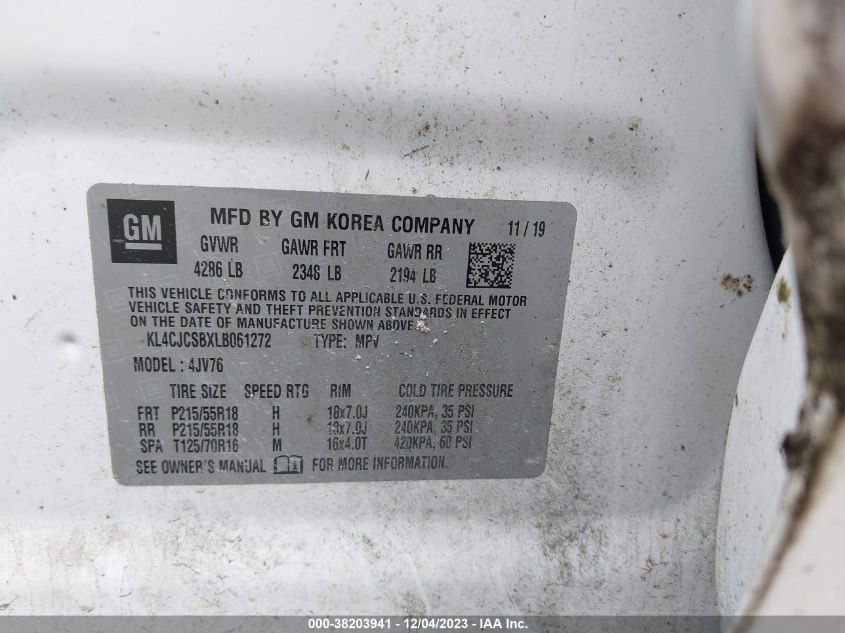 GM
MFD BY GM KOREA COMPANY 11/19
GVWR GAWR FRT GAWR RR
4286 LB 2346 LB 2194 LB
THIS VEHICLE CONFORMS TO ALL APPLICABLE U.S. FEDERAL MOTOR
VEHICLE SAFETY AND THEFT PREVENTION STANDARDS IN EFFECT
ON THE DATE OF MANUFACTURE SHOWN ABOVE.
KL4CJCSBXLB061272 TYPE: MPV
MODEL: 4JV76
TIRE SIZE SPEED RTG RIM COLD TIRE PRESSURE
FRT P215/55R18 H 18x7.0J 240KPA, 35 PSI
RR P215/55R18 H 18x7.0J 240KPA, 35 PSI
SPA T125/70R16 M 16x4.0T 420KPA, 60 PSI
SEE OWNER'S MANUAL FOR MORE INFORMATION.
000-38203941 - 12/04/2023 - IAA Inc.